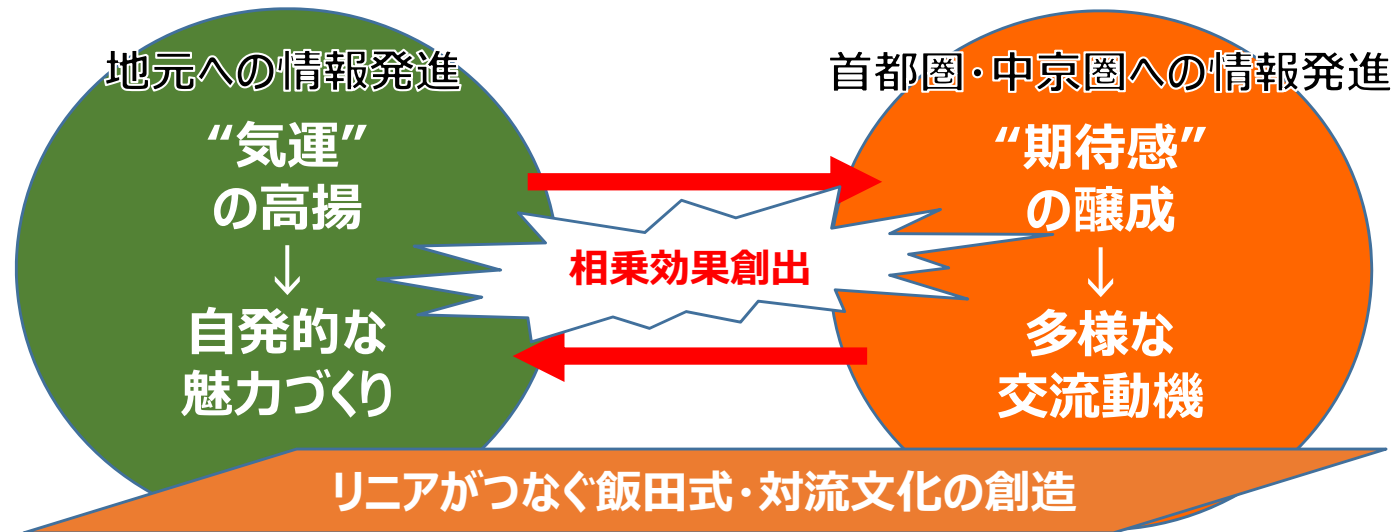 地元への情報発進
“気運”
の高揚
↓
自発的な
魅力づくり
相乗効果創出
首都圏・中京圏への情報発進
“期待感”
の醸成
↓
多様な
交流動機
リニアがつなぐ飯田式・対流文化の創造